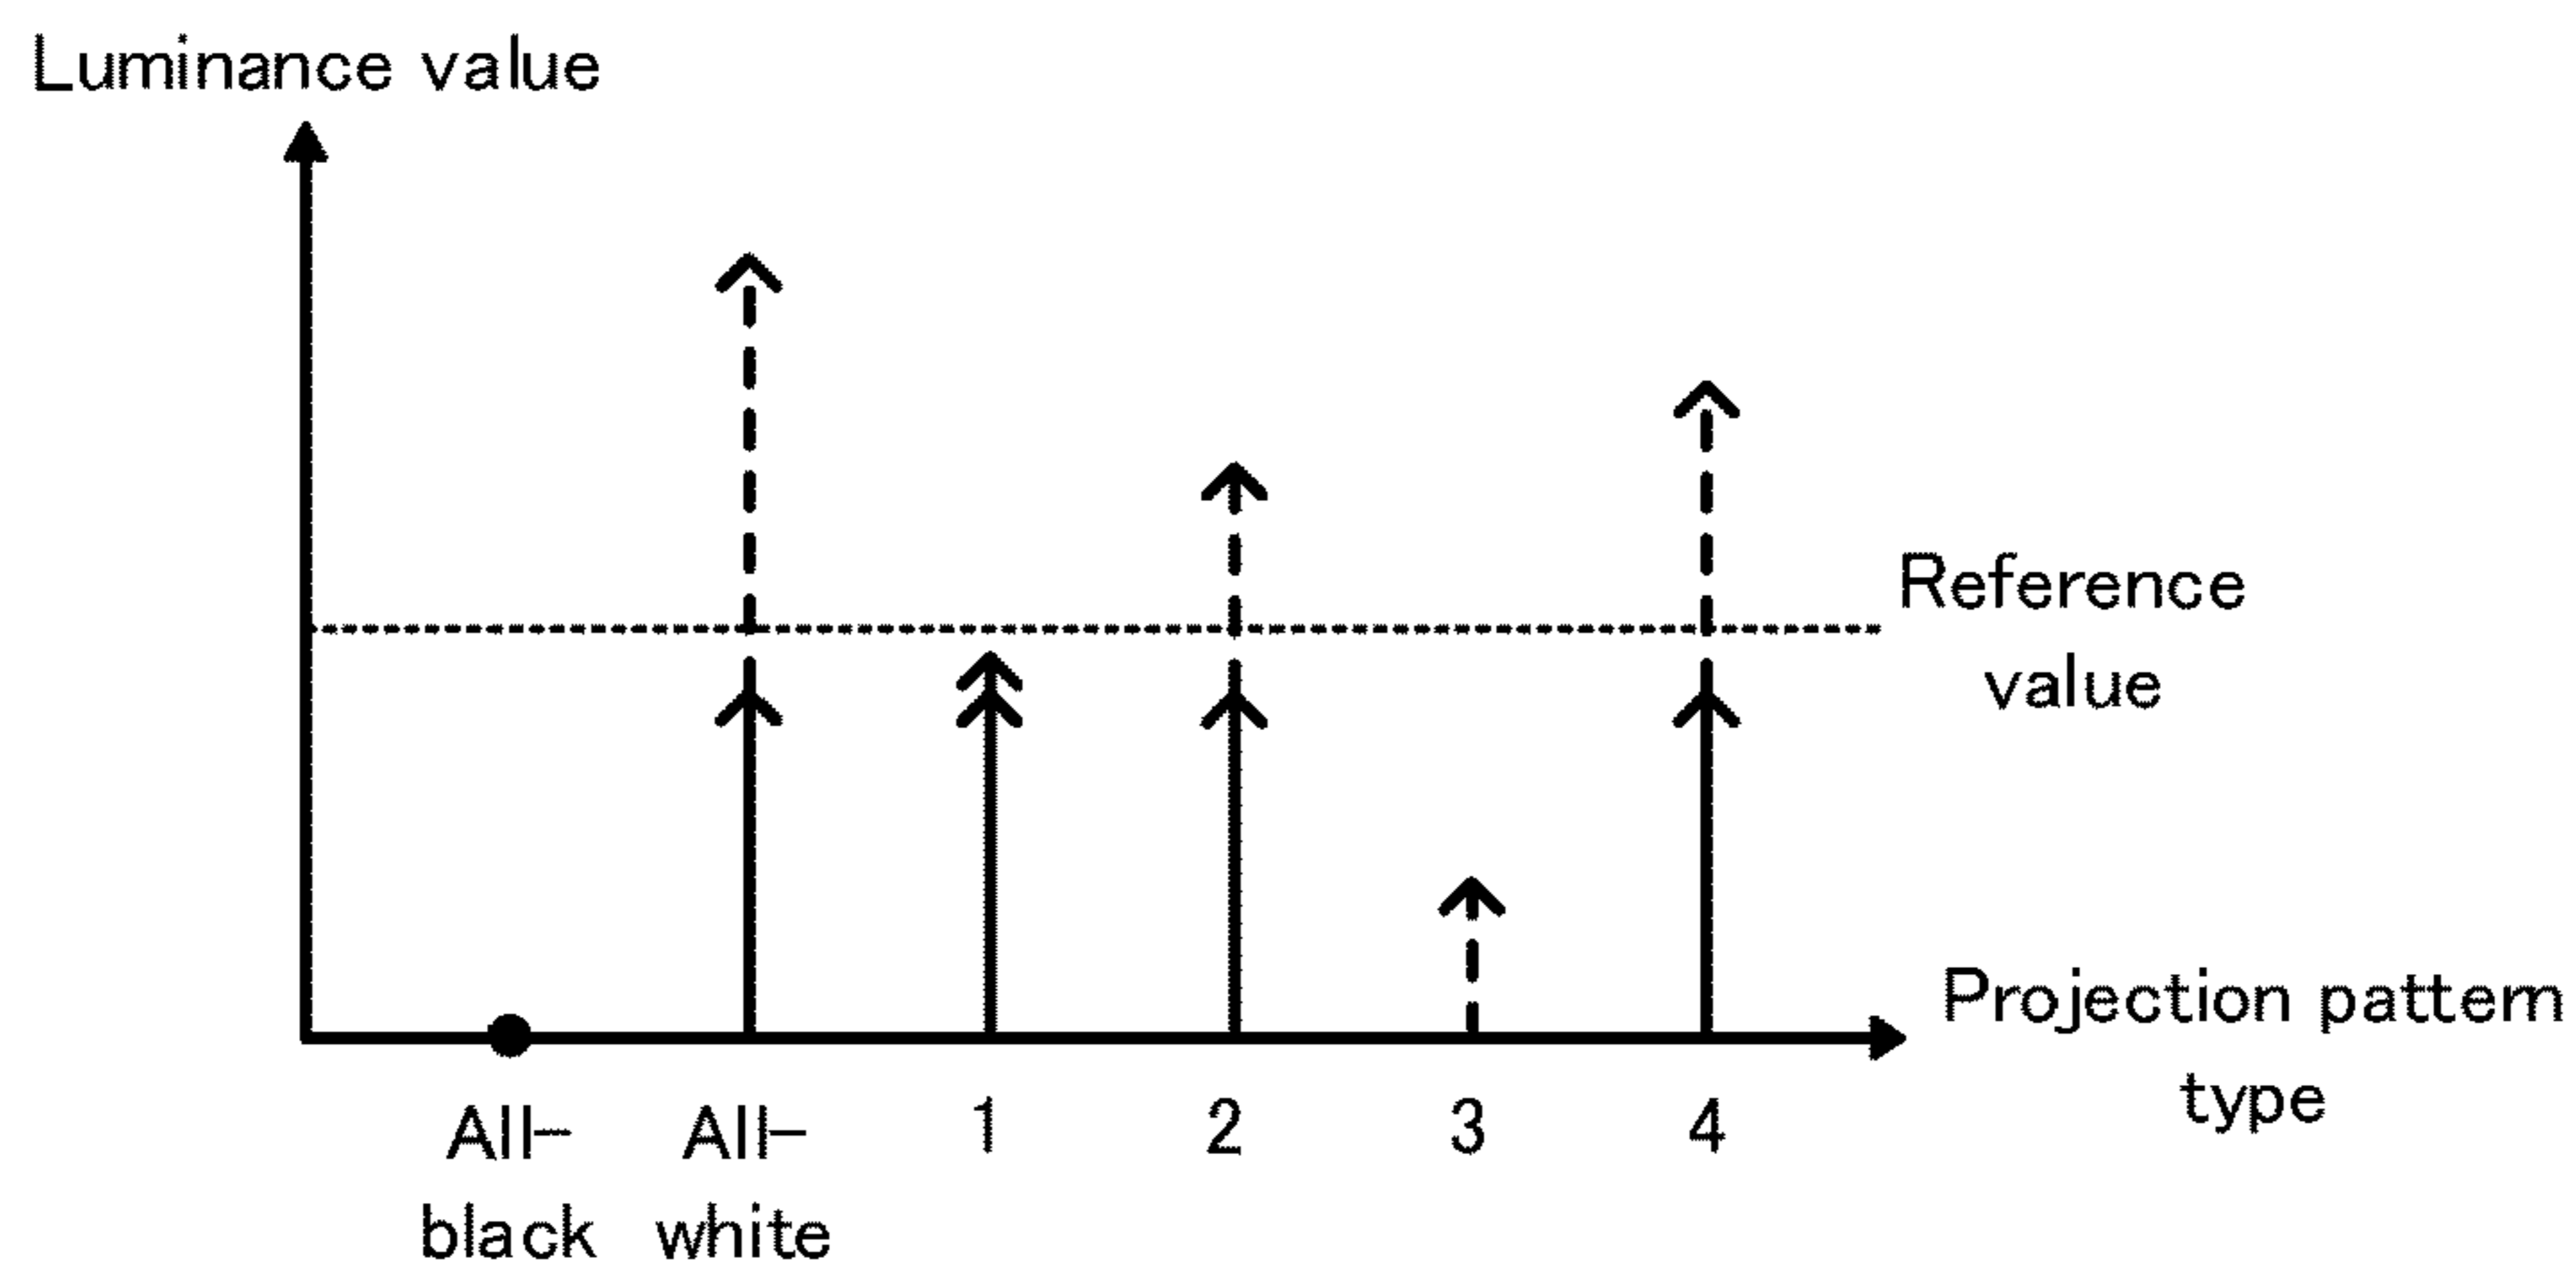 Luminance value
Reference
value
Projection pattern
type
All-
black
All-
white
1
2
3
4